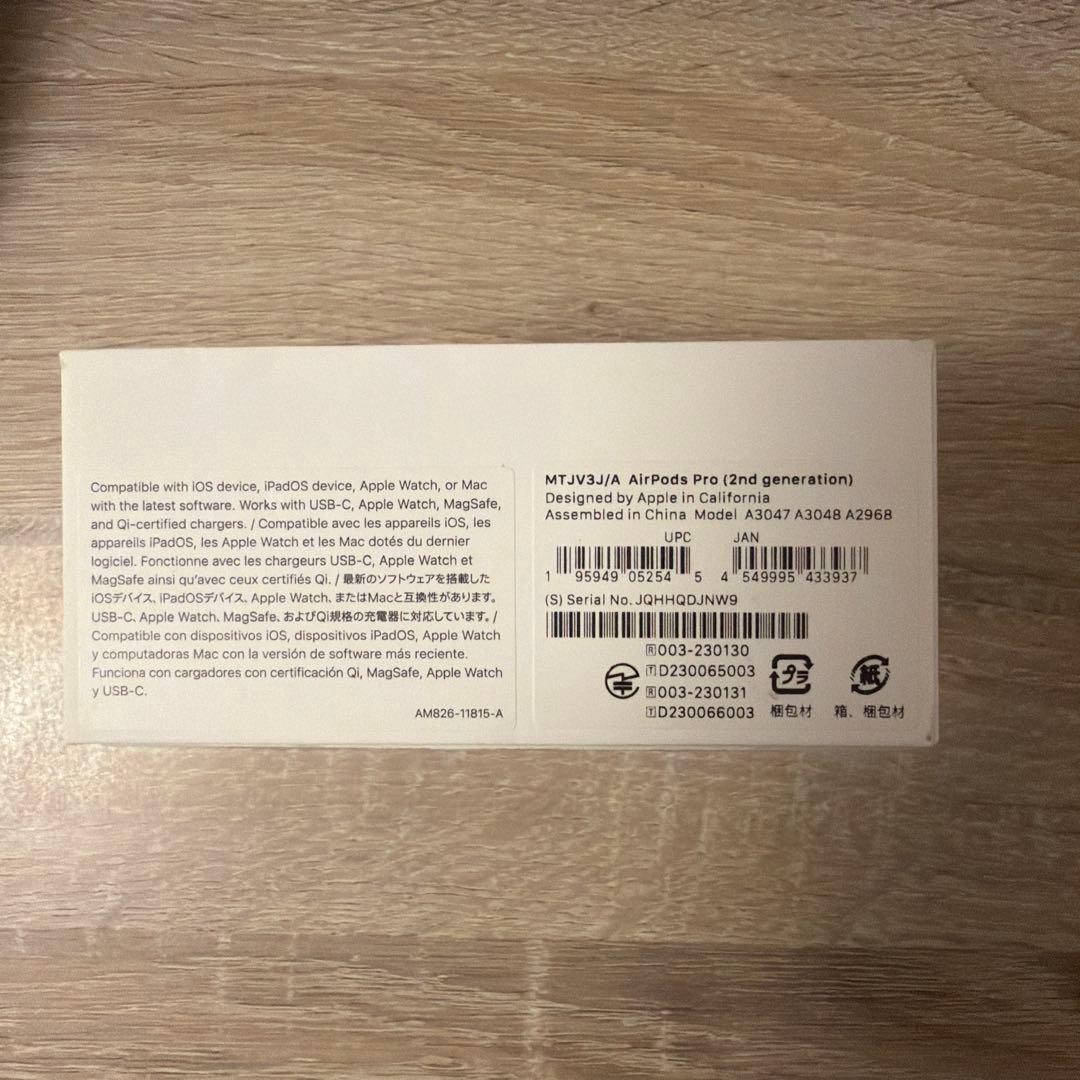 Compatible with iOS device, iPadOS device, Apple Watch, or Mac
with the latest software. Works with USB-C, Apple Watch, MagSafe,
and Qi-certified chargers. / Compatible avec les appareils iOS, les
appareils iPadOS, les Apple Watch et les Mac dotés du dernier
logiciel. Fonctionne avec les chargeurs USB-C, Apple Watch et
MagSafe ainsi qu'avec ceux certifiés Qi. / 最新のソフトウェアを搭載した
iOSデバイス、iPadOSデバイス、Apple Watch、またはMacと互換性があります。
USB-C、Apple Watch、MagSafe、およびQi規格の充電器に対応しています。/
Compatible con dispositivos iOS, dispositivos iPadOS, Apple Watch
y computadoras Mac con la versión de software más reciente.
Funciona con cargadores con certificación Qi, MagSafe, Apple Watch
y USB-C.
AM826-11815-A
MTJV3J/A AirPods Pro (2nd generation)
Designed by Apple in California
Assembled in China Model A3047 A3048 A2968
UPC JAN
1 95949 05254 5 4 549995 433937
(S) Serial No. JQHHQDJNW9
R 003-230130
T D230065003
R 003-230131
T D230066003
プラ
梱包材
紙
箱、梱包材